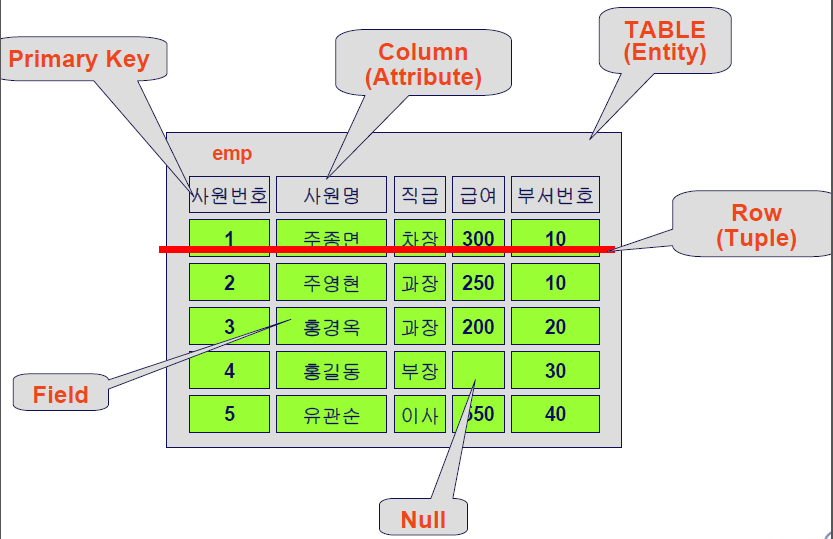 TABLE
(Entity)
Primary Key
Column
(Attribute)
emp
사원번호 사원명 직급 급여 부서번호
1 주종면 차장 300 10
Row
(Tuple)
2 주영현 과장 250 10
3 홍경옥 과장 200 20
4 홍길동 부장 30
Field
5 유관순 이사 550 40
Null